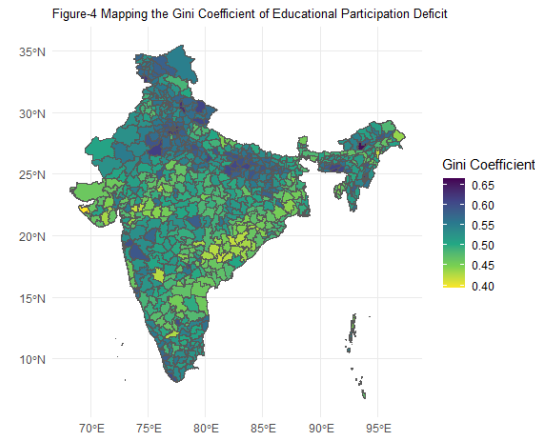 Figure-4 Mapping the Gini Coefficient of Educational Participation Deficit
35°N
30°N
25°N
20°N
15°N
10°N
70°E
75°E
80°E
85°E
90°E
95°E
Gini Coefficient
0.65
0.60
0.55
0.50
0.45
0.40